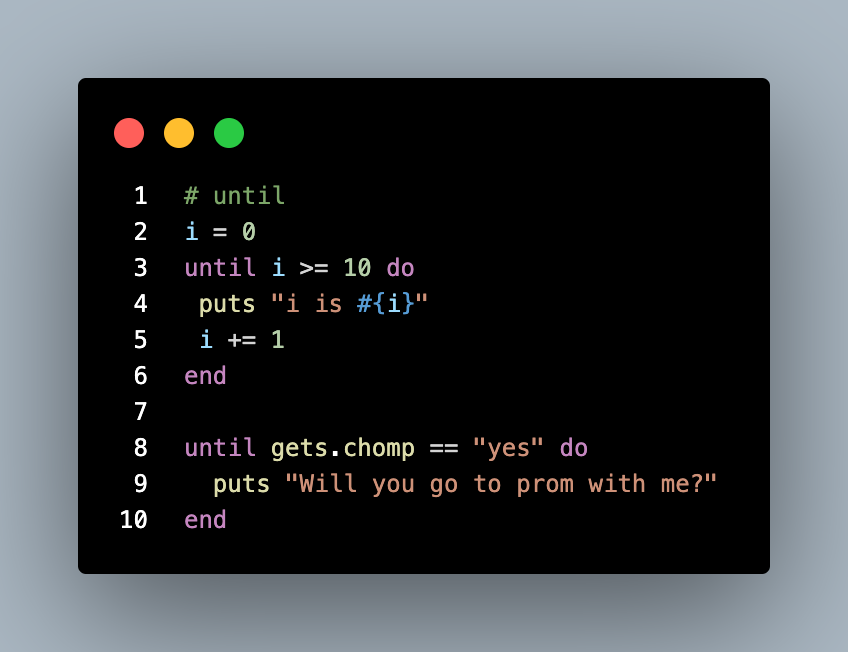 1 # until
2 i = 0
3 until i >= 10 do
4  puts "i is #{i}"
5  i += 1
6 end
7
8 until gets.chomp == "yes" do
9   puts "Will you go to prom with me?"
10 end